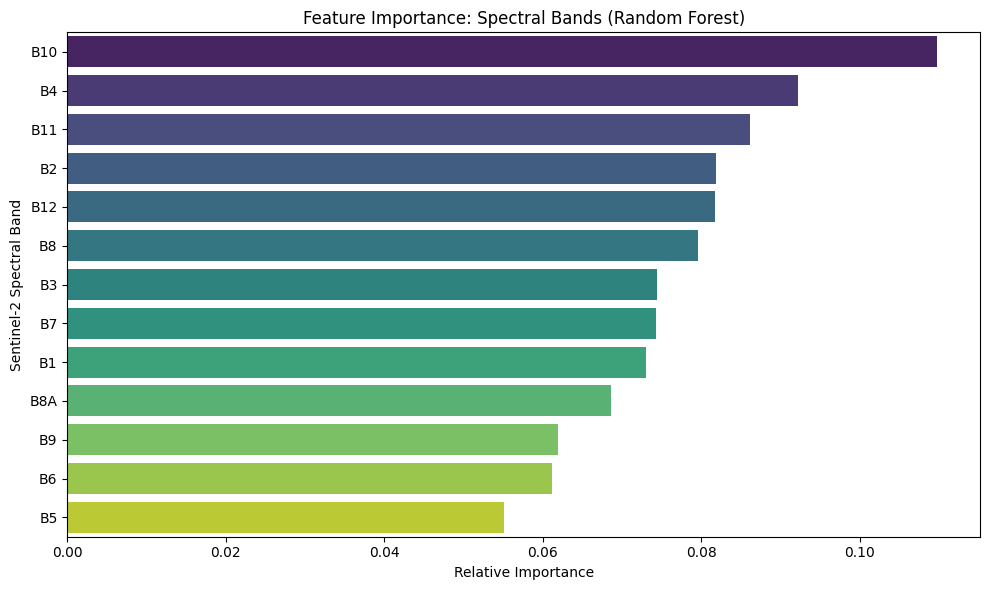 Feature Importance: Spectral Bands (Random Forest)
Sentinel-2 Spectral Band
B10
B4
B11
B2
B12
B8
B3
B7
B1
B8A
B9
B6
B5
0.00 0.02 0.04 0.06 0.08 0.10
Relative Importance